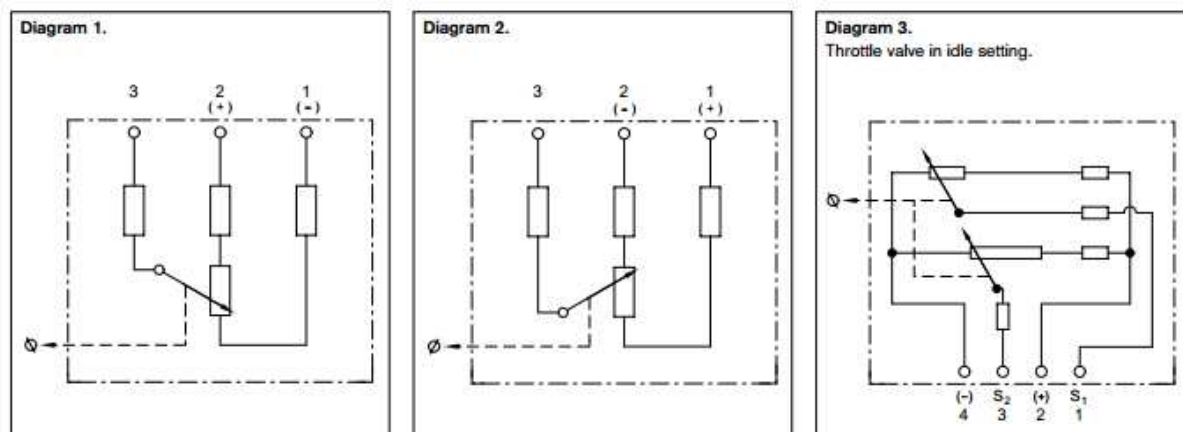 Diagram 1.
3 2 1
(+) (-)
Diagram 2.
3 2 1
(-) (+)
Diagram 3.
Throttle valve in idle setting.
(-) S₂ (+) S₁
4 3 2 1